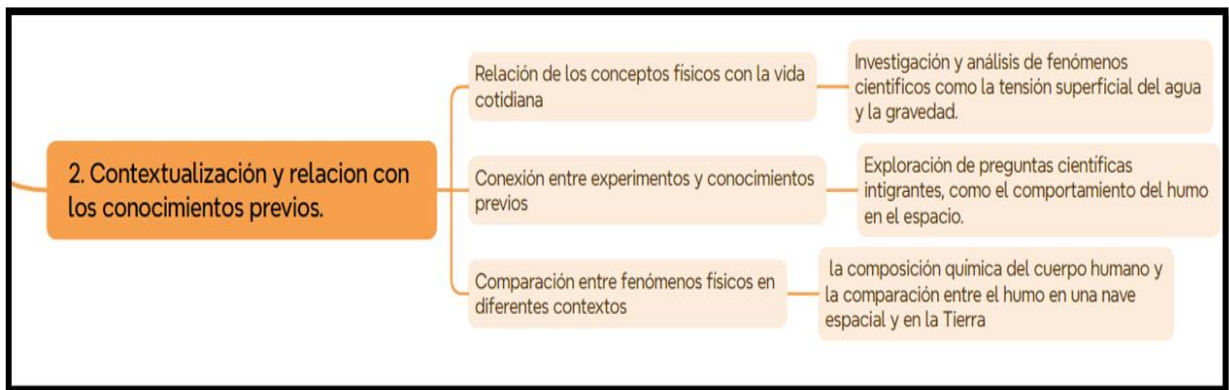 2. Contextualización y relacion con
los conocimientos previos.
Relación de los conceptos físicos con la vida
cotidiana
Investigación y análisis de fenómenos
científicos como la tensión superficial del agua
y la gravedad.
Conexión entre experimentos y conocimientos
previos
Exploración de preguntas científicas
intigrantes, como el comportamiento del humo
en el espacio.
Comparación entre fenómenos físicos en
diferentes contextos
la composición química del cuerpo humano y
la comparación entre el humo en una nave
espacial y en la Tierra